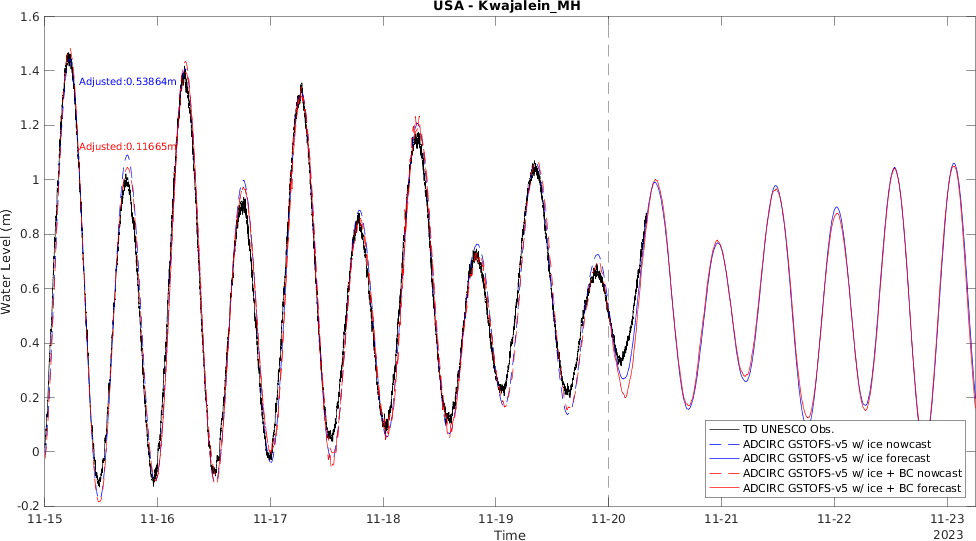 USA - Kwajalein_MH
1.6
1.4
1.2
1
0.8
0.6
0.4
0.2
0
-0.2
Water Level (m)
Adjusted:0.53864m
Adjusted:0.11665m
TD UNESCO Obs.
ADCIRC GSTOFS-v5 w/ ice nowcast
ADCIRC GSTOFS-v5 w/ ice forecast
ADCIRC GSTOFS-v5 w/ ice + BC nowcast
ADCIRC GSTOFS-v5 w/ ice + BC forecast
11-15 11-16 11-17 11-18 11-19 11-20 11-21 11-22 11-23
Time
2023